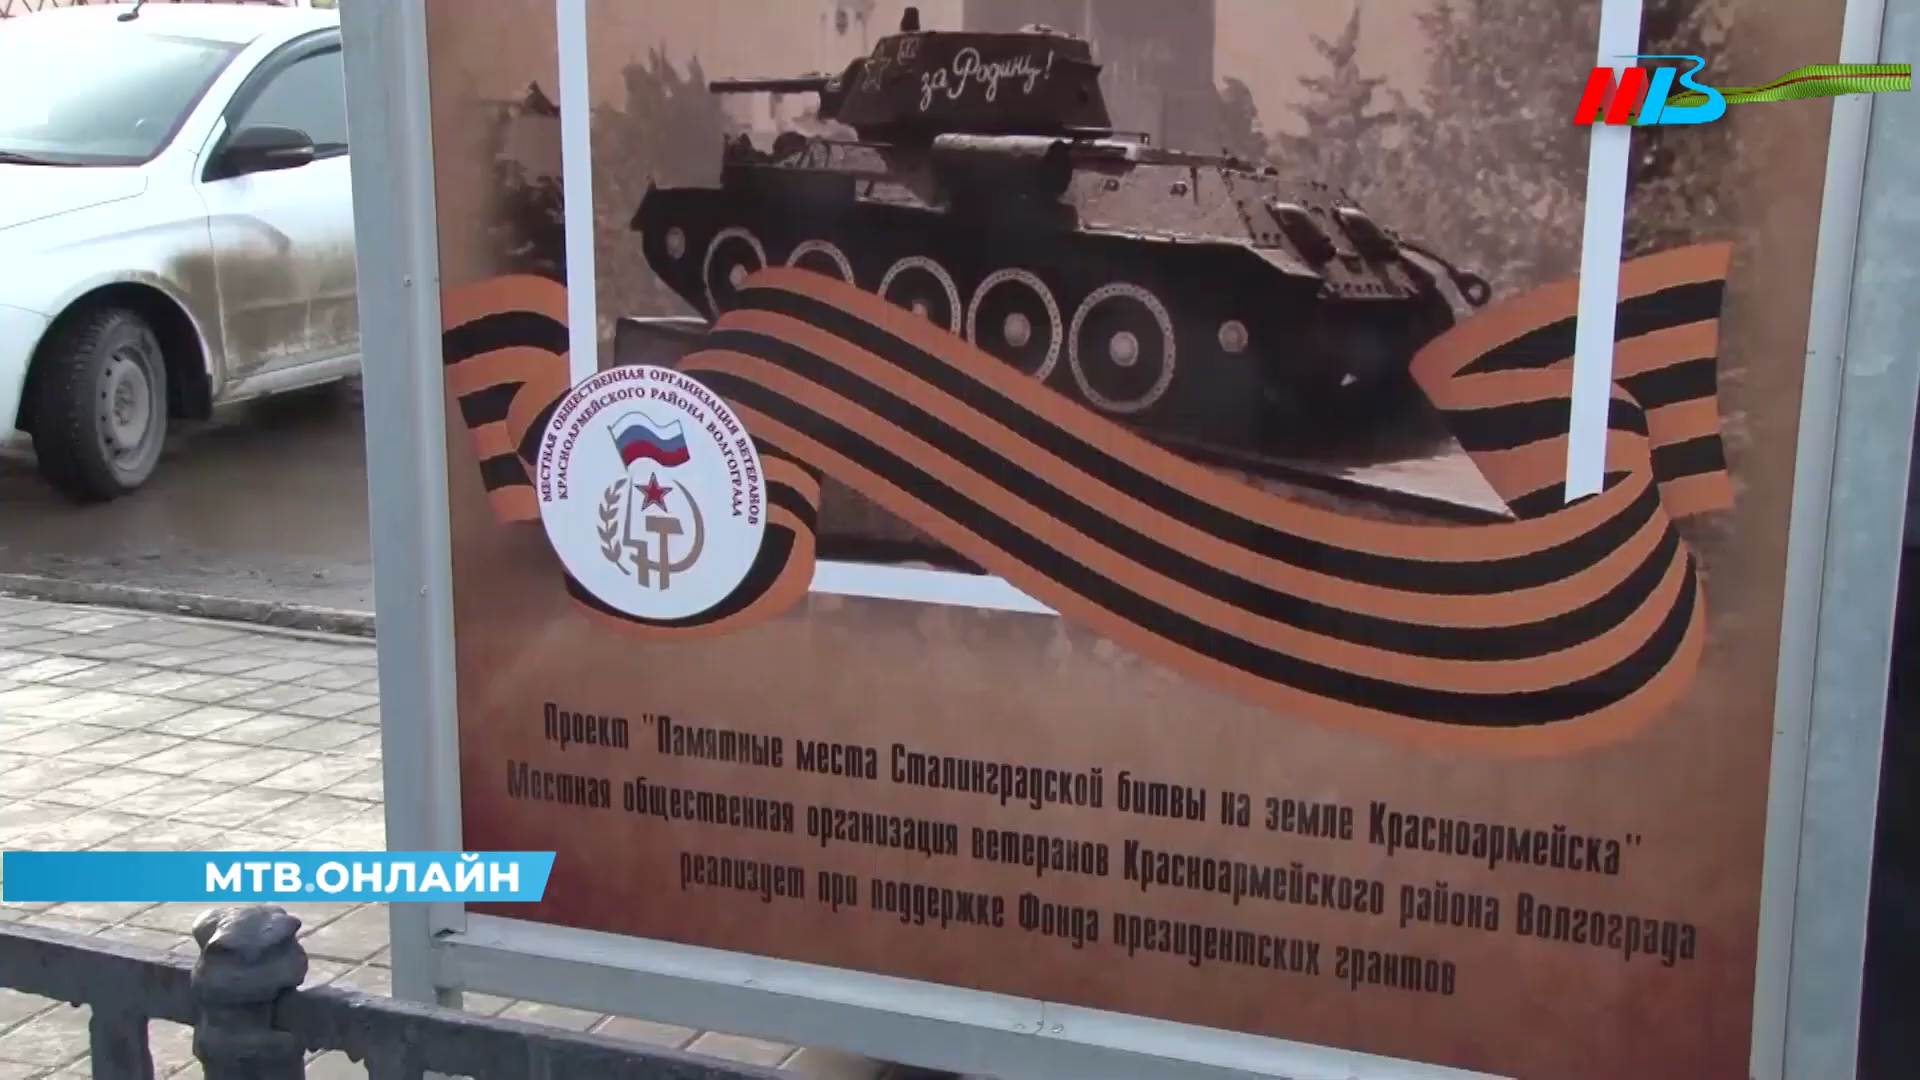 за Родину!
МТВ
МЕСТНАЯ ОБЩЕСТВЕННАЯ ОРГАНИЗАЦИЯ ВЕТЕРАНОВ
КРАСНОАРМЕЙСКОГО РАЙОНА ВОЛГОГРАДА
Проект "Памятные места Сталинградской битвы на земле Красноармейска"
Местная общественная организация ветеранов Красноармейского района Волгограда
реализует при поддержке Фонда президентских грантов
МТВ.ОНЛАЙН